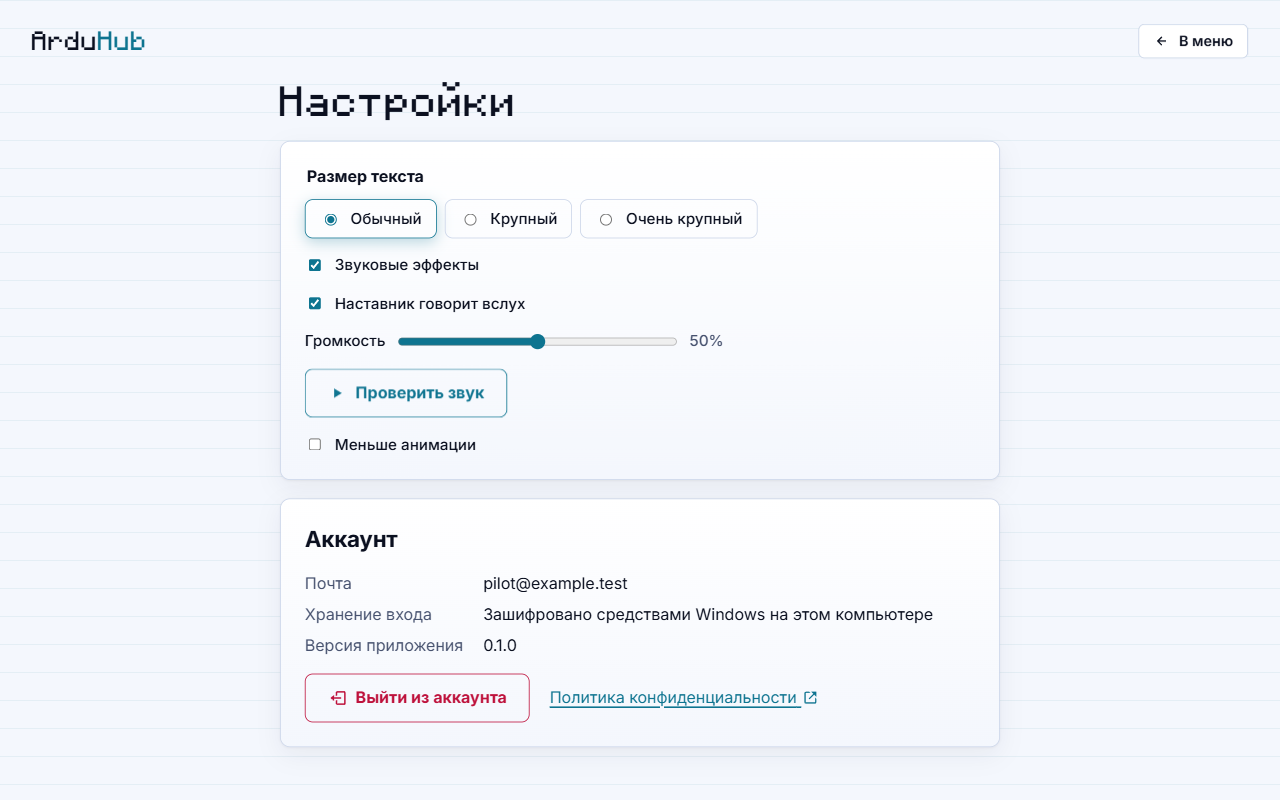 ArduHub
В меню
Настройки
Размер текста
Обычный
Крупный
Очень крупный
Звуковые эффекты
Наставник говорит вслух
Громкость 50%
Проверить звук
Меньше анимации
Аккаунт
Почта pilot@example.test
Хранение входа Зашифровано средствами Windows на этом компьютере
Версия приложения 0.1.0
Выйти из аккаунта
Политика конфиденциальности